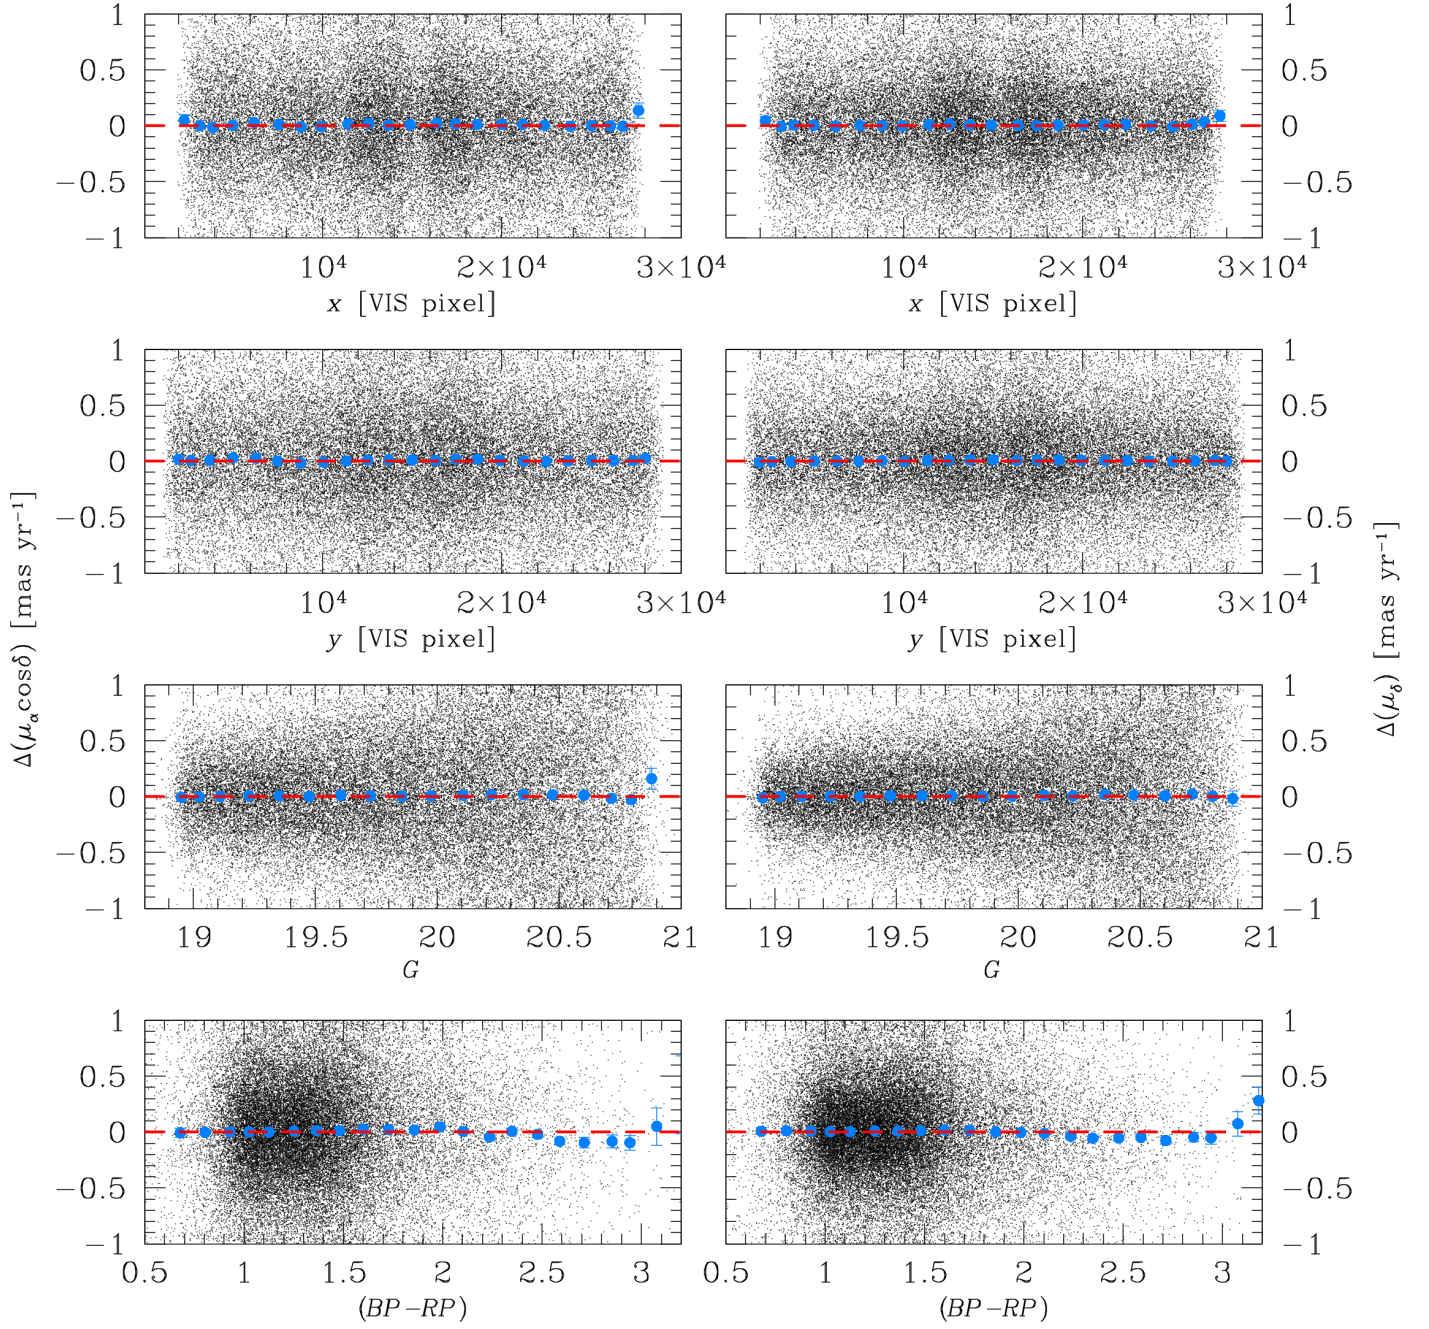 1 1
0.5 0.5
0 0
−0.5 −0.5
−1 −1
10⁴ 2×10⁴ 3×10⁴ 10⁴ 2×10⁴ 3×10⁴
x [VIS pixel] x [VIS pixel]
1 1
0.5 0.5
0 0
−0.5 −0.5
−1 −1
10⁴ 2×10⁴ 3×10⁴ 10⁴ 2×10⁴ 3×10⁴
y [VIS pixel] y [VIS pixel]
Δ(μ_α cosδ) [mas yr⁻¹]
Δ(μ_δ) [mas yr⁻¹]
1 1
0.5 0.5
0 0
−0.5 −0.5
−1 −1
19 19.5 20 20.5 21 19 19.5 20 20.5 21
G G
1 1
0.5 0.5
0 0
−0.5 −0.5
−1 −1
0.5 1 1.5 2 2.5 3 0.5 1 1.5 2 2.5 3
(BP−RP) (BP−RP)